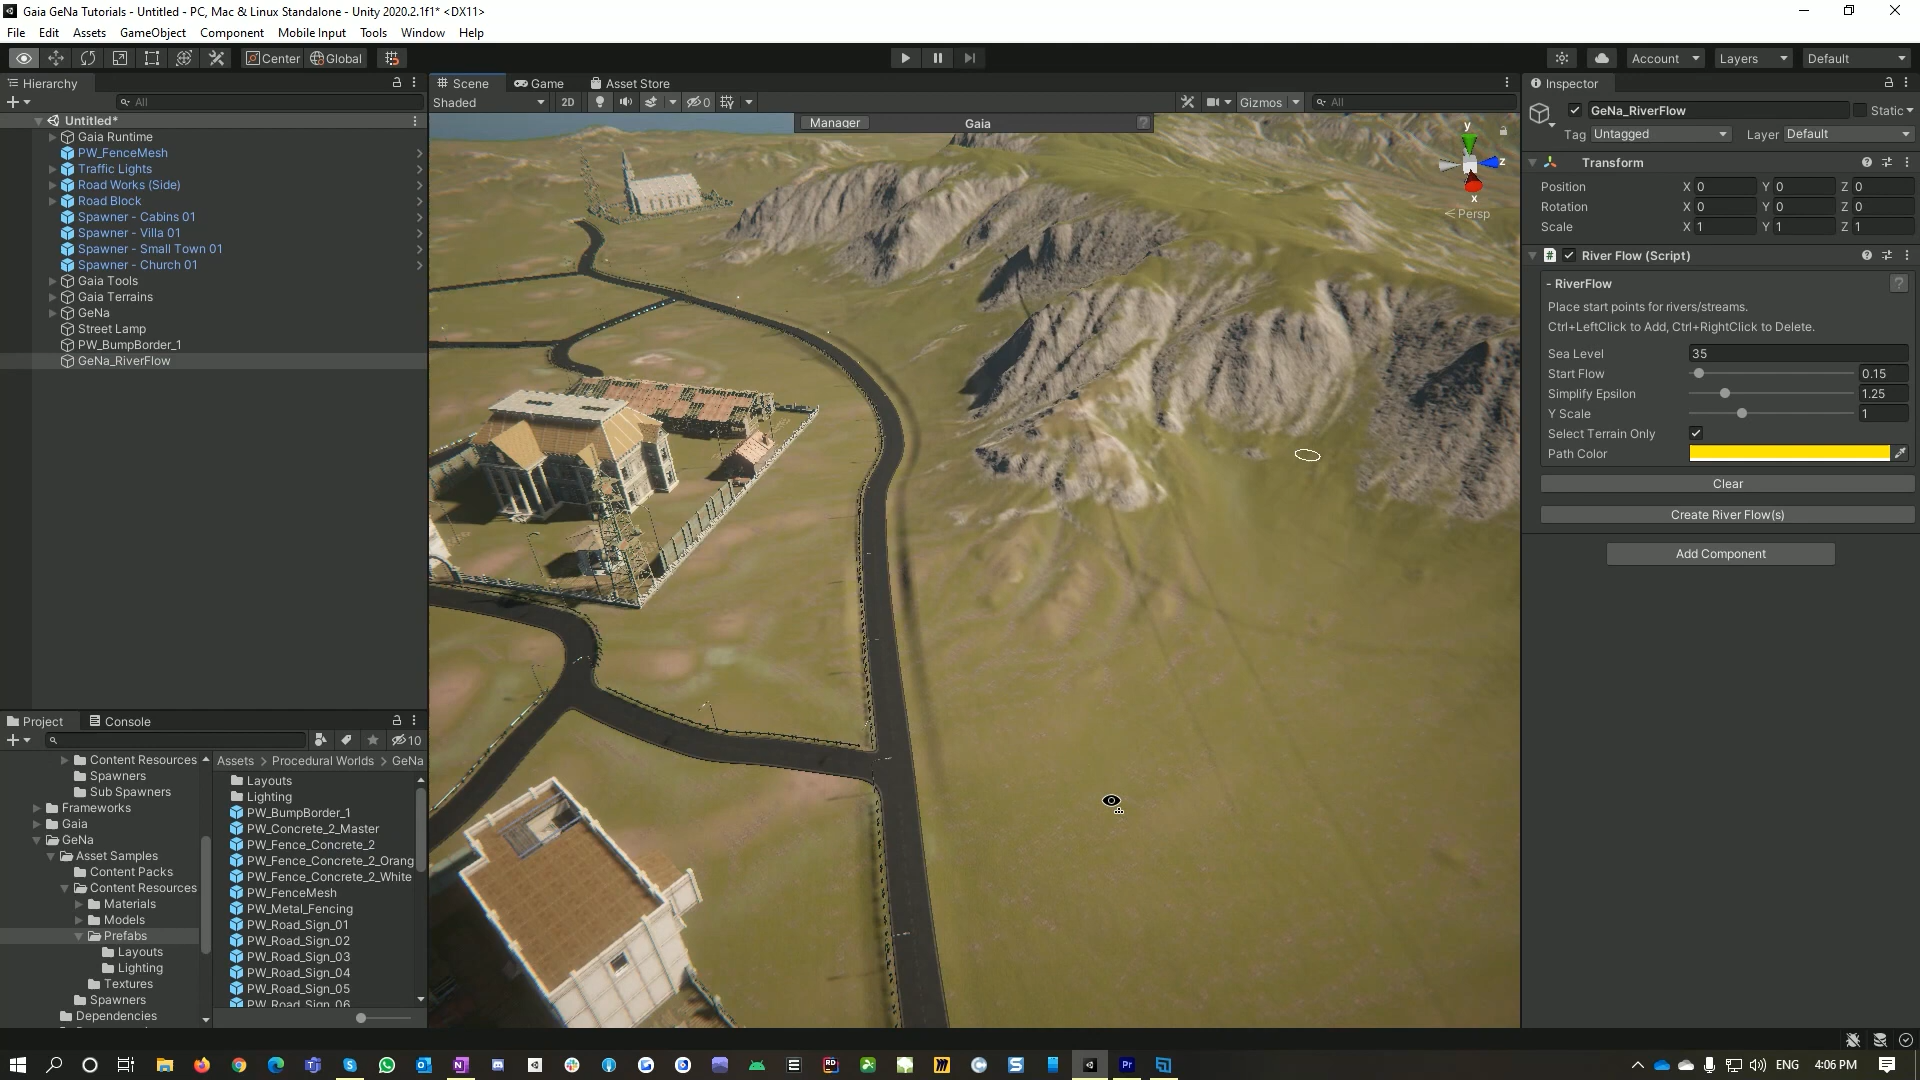 Gaia GeNa Tutorials - Untitled - PC, Mac & Linux Standalone - Unity 2020.2.1f1* <DX11>
File Edit Assets GameObject Component Mobile Input Tools Window Help
Center Global Account Layers Default
Hierarchy
All
Untitled*
Gaia Runtime
PW_FenceMesh
Traffic Lights
Road Works (Side)
Road Block
Spawner - Cabins 01
Spawner - Villa 01
Spawner - Small Town 01
Spawner - Church 01
Gaia Tools
Gaia Terrains
GeNa
Street Lamp
PW_BumpBorder_1
GeNa_RiverFlow
Scene Game Asset Store
Shaded 2D 0 Gizmos All
Manager Gaia
y
z
x
Persp
Inspector
GeNa_RiverFlow Static
Tag Untagged Layer Default
Transform
Position X 0 Y 0 Z 0
Rotation X 0 Y 0 Z 0
Scale X 1 Y 1 Z 1
River Flow (Script)
- RiverFlow
Place start points for rivers/streams.
Ctrl+LeftClick to Add, Ctrl+RightClick to Delete.
Sea Level 35
Start Flow 0.15
Simplify Epsilon 1.25
Y Scale 1
Select Terrain Only
Path Color
Clear
Create River Flow(s)
Add Component
Project Console
10
Content Resources
Spawners
Sub Spawners
Frameworks
Gaia
GeNa
Asset Samples
Content Packs
Content Resources
Materials
Models
Prefabs
Layouts
Lighting
Textures
Spawners
Dependencies
Assets > Procedural Worlds > GeNa
Layouts
Lighting
PW_BumpBorder_1
PW_Concrete_2_Master
PW_Fence_Concrete_2
PW_Fence_Concrete_2_Orang
PW_Fence_Concrete_2_White
PW_FenceMesh
PW_Metal_Fencing
PW_Road_Sign_01
PW_Road_Sign_02
PW_Road_Sign_03
PW_Road_Sign_04
PW_Road_Sign_05
PW_Road_Sign_06
ENG 4:06 PM